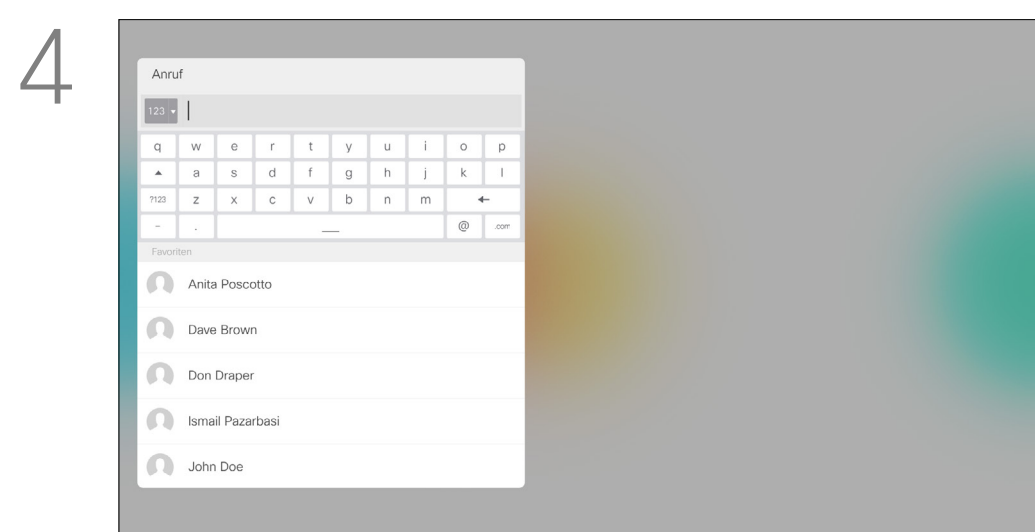 4
Anruf
123
q w e r t y u i o p
a s d f g h j k l
?123 z x c v b n m
- . @ .com
Favoriten
Anita Poscotto
Dave Brown
Don Draper
Ismail Pazarbasi
John Doe